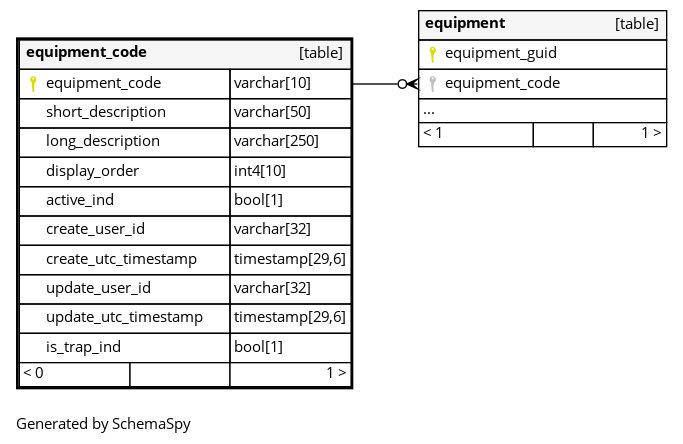 equipment_code [table]
equipment_code varchar[10]
short_description varchar[50]
long_description varchar[250]
display_order int4[10]
active_ind bool[1]
create_user_id varchar[32]
create_utc_timestamp timestamp[29,6]
update_user_id varchar[32]
update_utc_timestamp timestamp[29,6]
is_trap_ind bool[1]
< 0 1 >
equipment [table]
equipment_guid
equipment_code
...
< 1 1 >
Generated by SchemaSpy